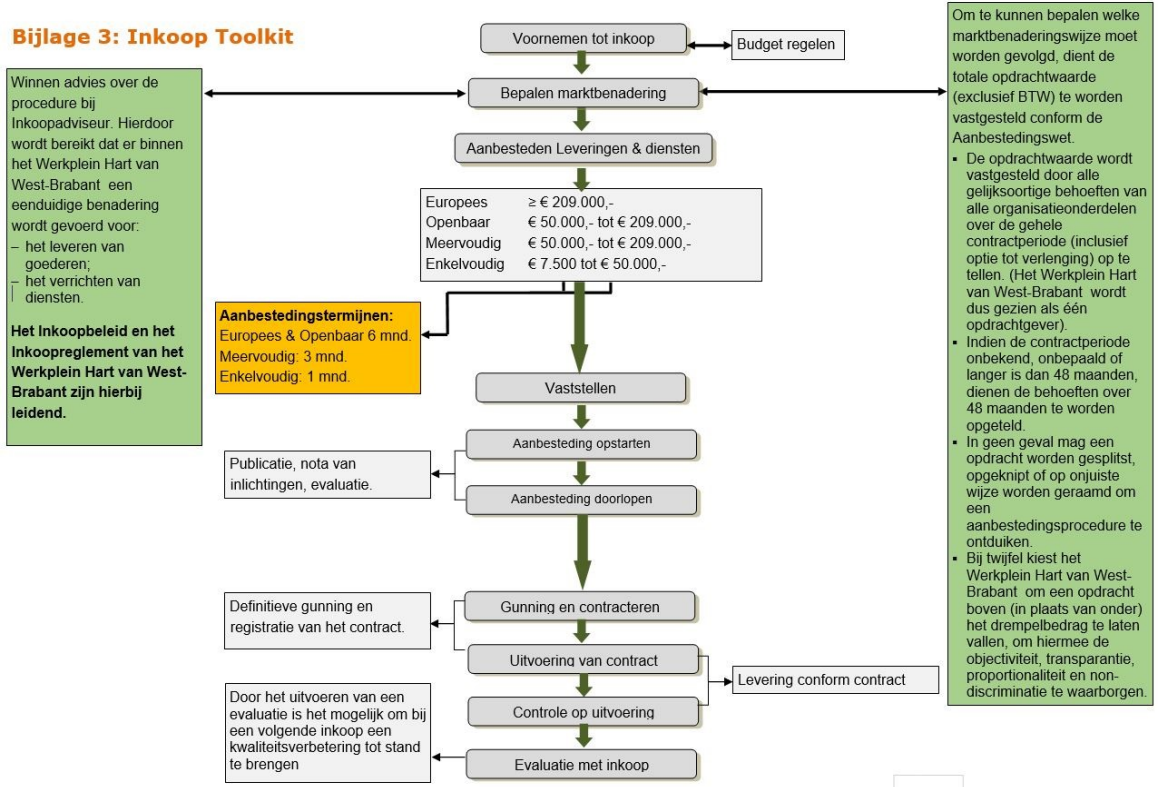 Bijlage 3: Inkoop Toolkit
Winnen advies over de
procedure bij
Inkoopadviseur. Hierdoor
wordt bereikt dat er binnen
het Werkplein Hart van
West-Brabant een
eenduidige benadering
wordt gevoerd voor:
– het leveren van
goederen;
– het verrichten van
diensten.
Het Inkoopbeleid en het
Inkoopreglement van het
Werkplein Hart van West-
Brabant zijn hierbij
leidend.
Voornemen tot inkoop
Budget regelen
Bepalen marktbenadering
Aanbesteden Leveringen & diensten
Europees ≥ € 209.000,-
Openbaar € 50.000,- tot € 209.000,-
Meervoudig € 50.000,- tot € 209.000,-
Enkelvoudig € 7.500 tot € 50.000,-
Aanbestedingstermijnen:
Europees & Openbaar 6 mnd.
Meervoudig: 3 mnd.
Enkelvoudig: 1 mnd.
Vaststellen
Aanbesteding opstarten
Publicatie, nota van
inlichtingen, evaluatie.
Aanbesteding doorlopen
Gunning en contracteren
Definitieve gunning en
registratie van het contract.
Uitvoering van contract
Levering conform contract
Controle op uitvoering
Door het uitvoeren van een
evaluatie is het mogelijk om bij
een volgende inkoop een
kwaliteitsverbetering tot stand
te brengen
Evaluatie met inkoop
Om te kunnen bepalen welke
marktbenaderingswijze moet
worden gevolgd, dient de
totale opdrachtwaarde
(exclusief BTW) te worden
vastgesteld conform de
Aanbestedingswet.
▪ De opdrachtwaarde wordt
vastgesteld door alle
gelijksoortige behoeften van
alle organisatieonderdelen
over de gehele
contractperiode (inclusief
optie tot verlenging) op te
tellen. (Het Werkplein Hart
van West-Brabant wordt
dus gezien als één
opdrachtgever).
▪ Indien de contractperiode
onbekend, onbepaald of
langer is dan 48 maanden,
dienen de behoeften over
48 maanden te worden
opgeteld.
▪ In geen geval mag een
opdracht worden gesplitst,
opgeknipt of op onjuiste
wijze worden geraamd om
een
aanbestedingsprocedure te
ontduiken.
▪ Bij twijfel kiest het
Werkplein Hart van West-
Brabant om een opdracht
boven (in plaats van onder)
het drempelbedrag te laten
vallen, om hiermee de
objectiviteit, transparantie,
proportionaliteit en non-
discriminatie te waarborgen.